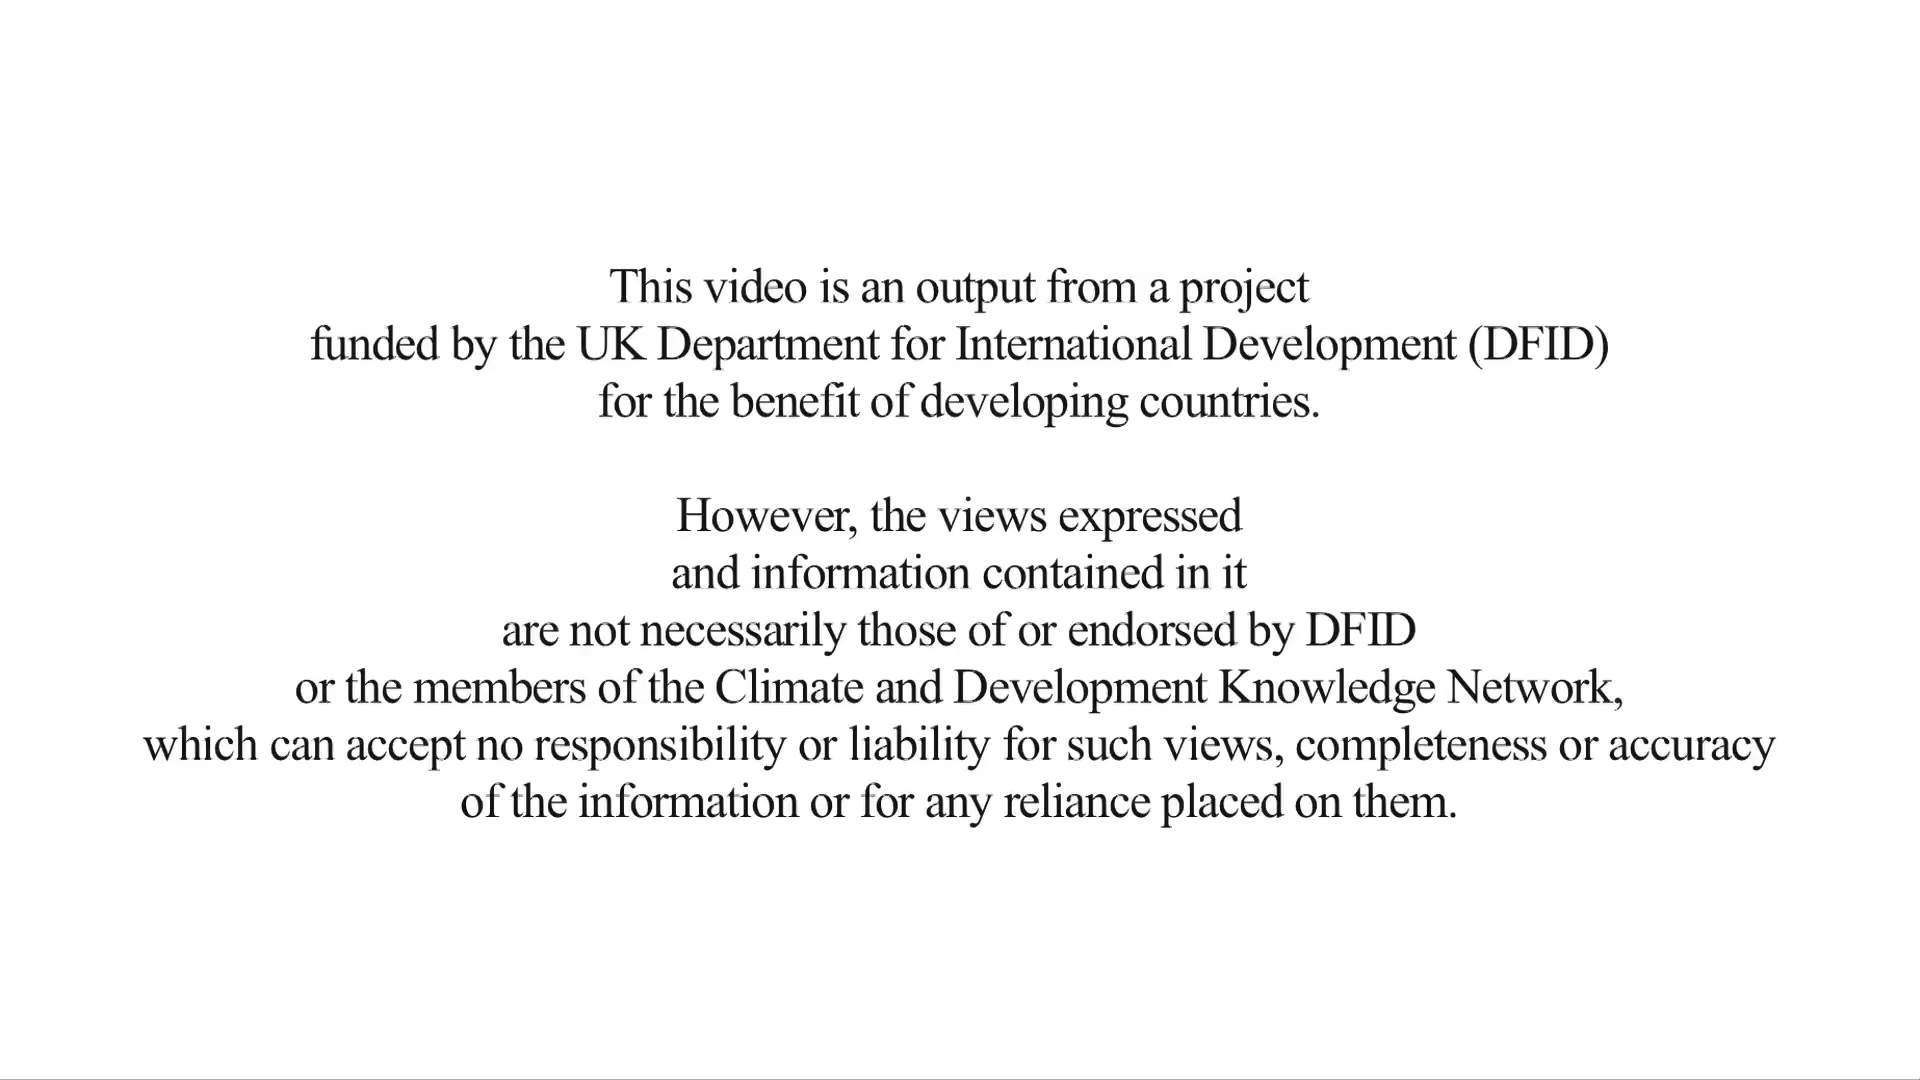 This video is an output from a project
funded by the UK Department for International Development (DFID)
for the benefit of developing countries.
However, the views expressed
and information contained in it
are not necessarily those of or endorsed by DFID
or the members of the Climate and Development Knowledge Network,
which can accept no responsibility or liability for such views, completeness or accuracy
of the information or for any reliance placed on them.